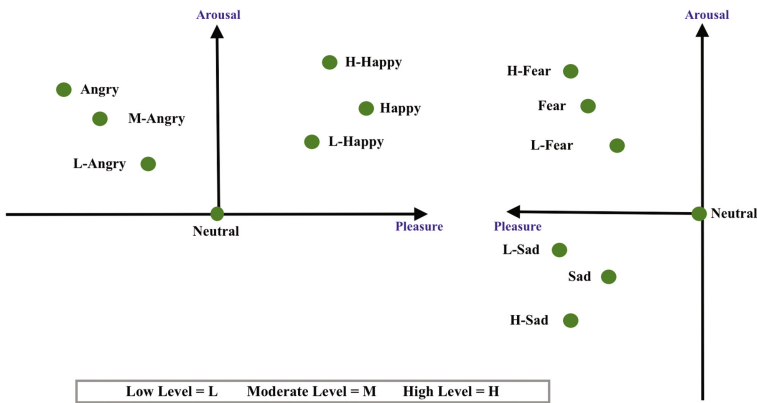 Arousal
H-Happy
Angry
Happy
M-Angry
L-Happy
L-Angry
Neutral
Pleasure
Arousal
H-Fear
Fear
L-Fear
Neutral
Pleasure
L-Sad
Sad
H-Sad
Low Level = L Moderate Level = M High Level = H